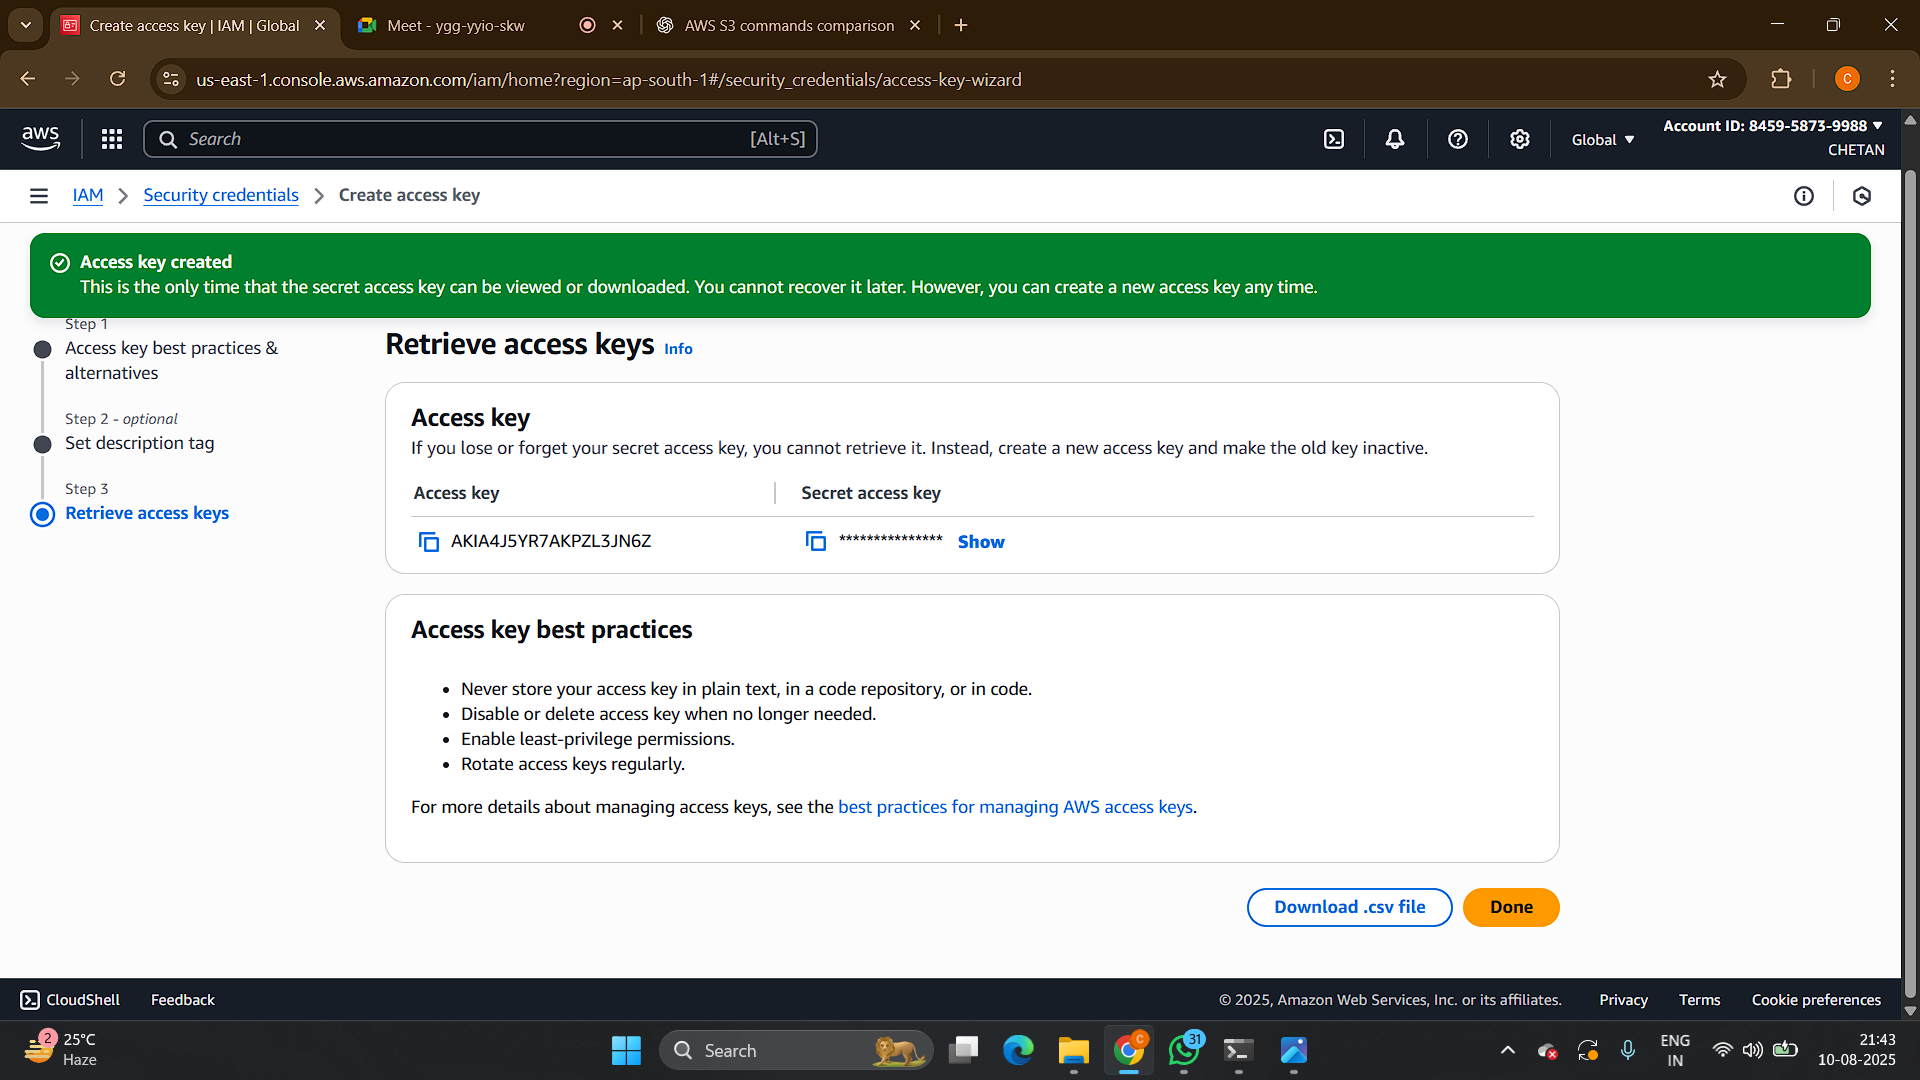 Create access key | IAM | Global
Meet - ygg-yyio-skw
AWS S3 commands comparison
us-east-1.console.aws.amazon.com/iam/home?region=ap-south-1#/security_credentials/access-key-wizard
C
aws
Search
[Alt+S]
Global
Account ID: 8459-5873-9988
CHETAN
IAM
Security credentials
Create access key
Access key created
This is the only time that the secret access key can be viewed or downloaded. You cannot recover it later. However, you can create a new access key any time.
Step 1
Access key best practices &
alternatives
Step 2 - optional
Set description tag
Step 3
Retrieve access keys
Retrieve access keys Info
Access key
If you lose or forget your secret access key, you cannot retrieve it. Instead, create a new access key and make the old key inactive.
Access key
Secret access key
AKIA4J5YR7AKPZL3JN6Z
*************** Show
Access key best practices
• Never store your access key in plain text, in a code repository, or in code.
• Disable or delete access key when no longer needed.
• Enable least-privilege permissions.
• Rotate access keys regularly.
For more details about managing access keys, see the best practices for managing AWS access keys.
Download .csv file
Done
CloudShell
Feedback
© 2025, Amazon Web Services, Inc. or its affiliates.
Privacy
Terms
Cookie preferences
2
25°C
Haze
Search
C
31
ENG
IN
21:43
10-08-2025